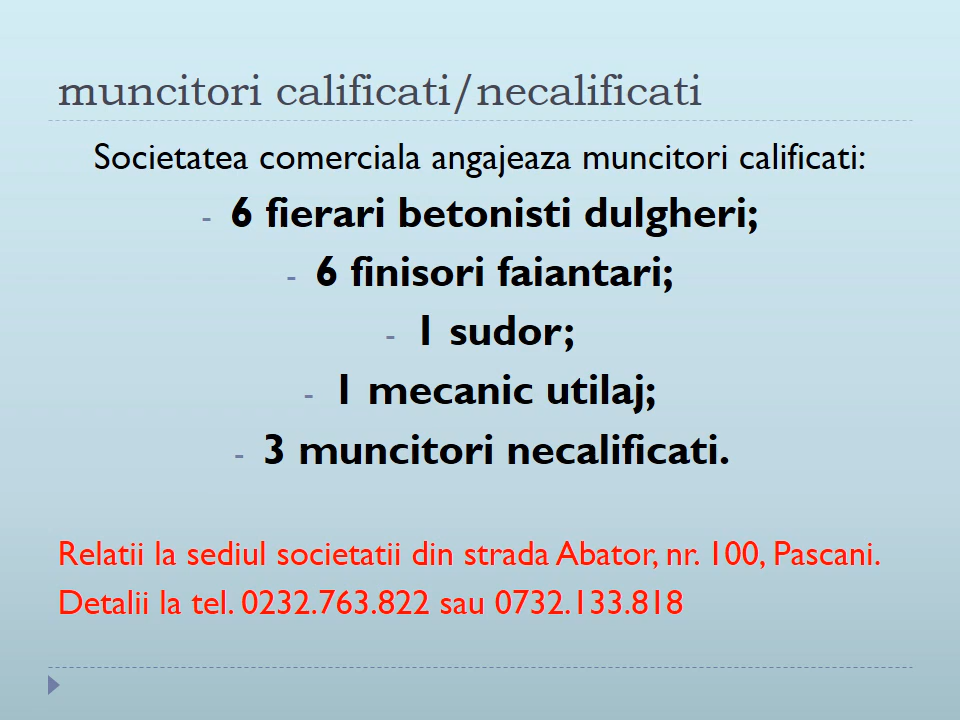 muncitori calificati/necalificati
Societatea comerciala angajeaza muncitori calificati:
- 6 fierari betonisti dulgheri;
- 6 finisori faiantari;
- 1 sudor;
- 1 mecanic utilaj;
- 3 muncitori necalificati.
Relatii la sediul societatii din strada Abator, nr. 100, Pascani.
Detalii la tel. 0232.763.822 sau 0732.133.818